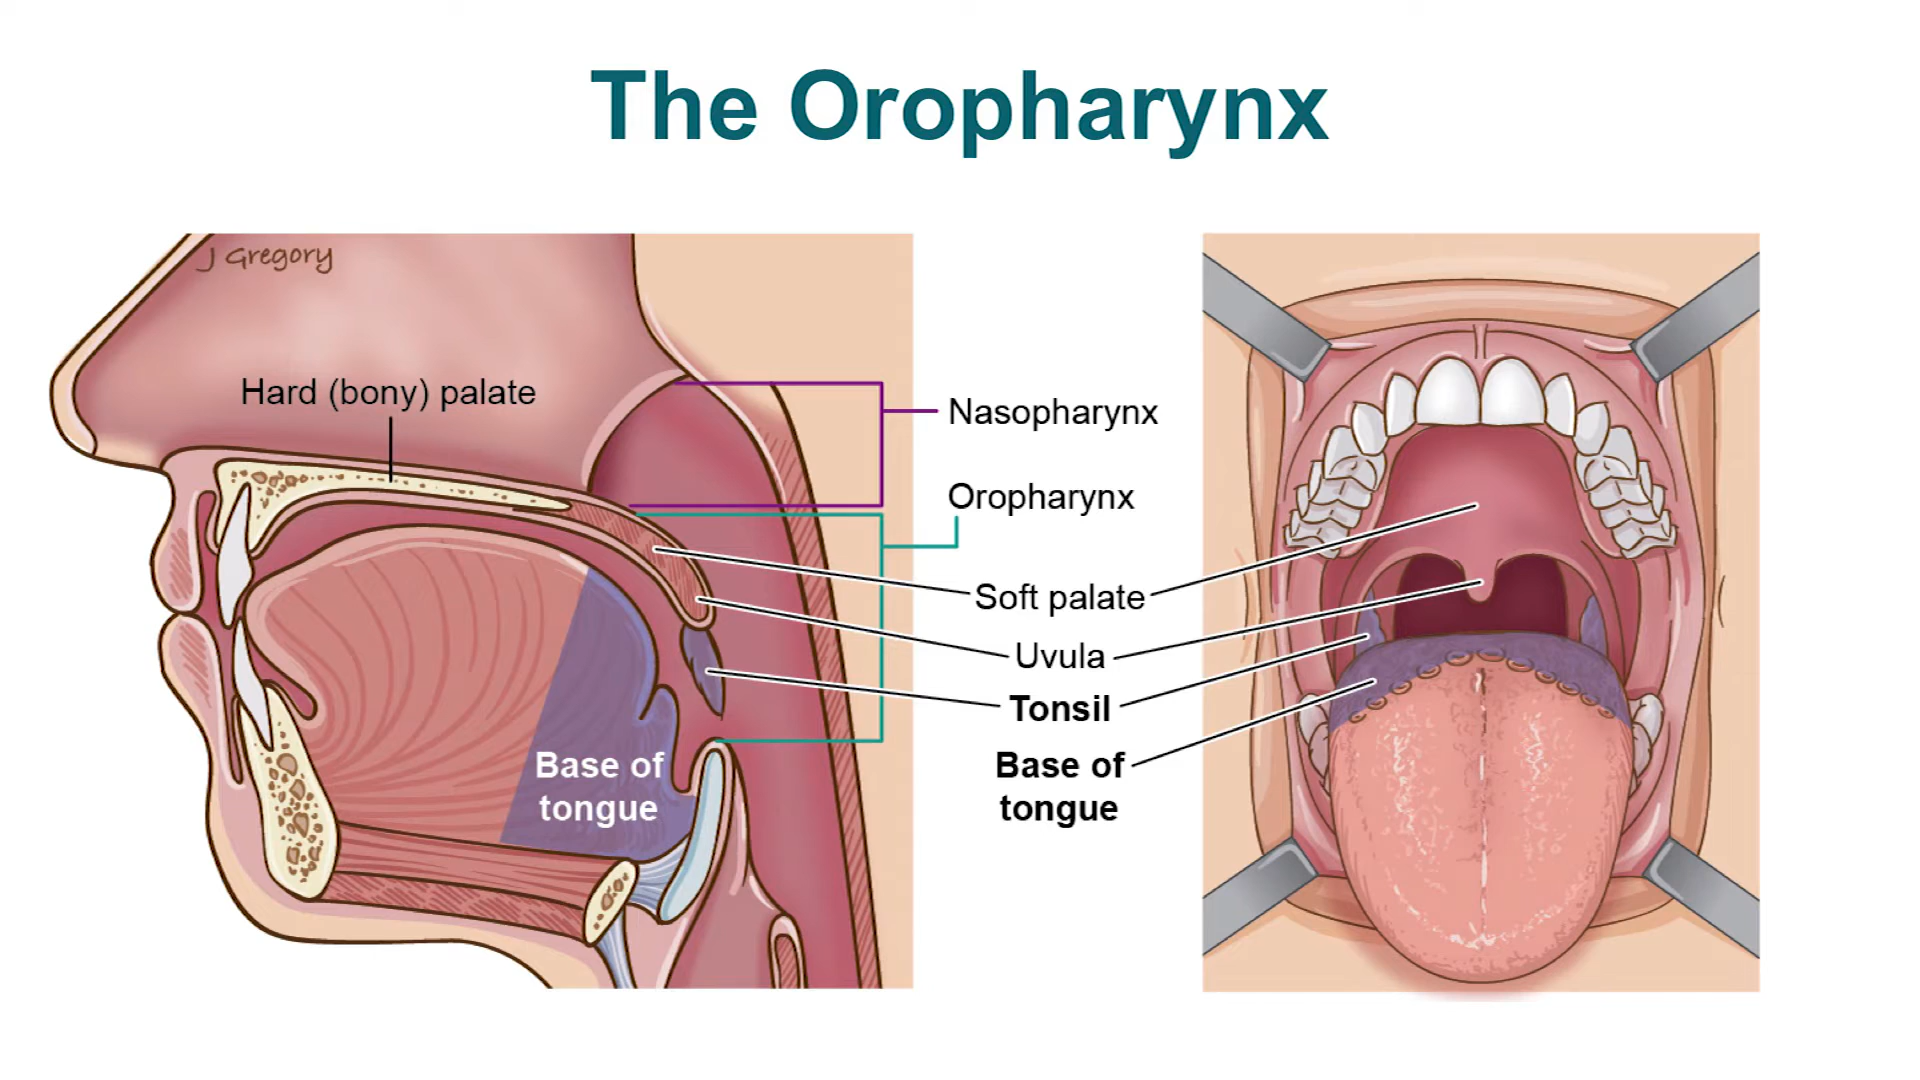 The Oropharynx
J Gregory
Hard (bony) palate
Nasopharynx
Oropharynx
Soft palate
Uvula
Tonsil
Base of
tongue
Base of
tongue